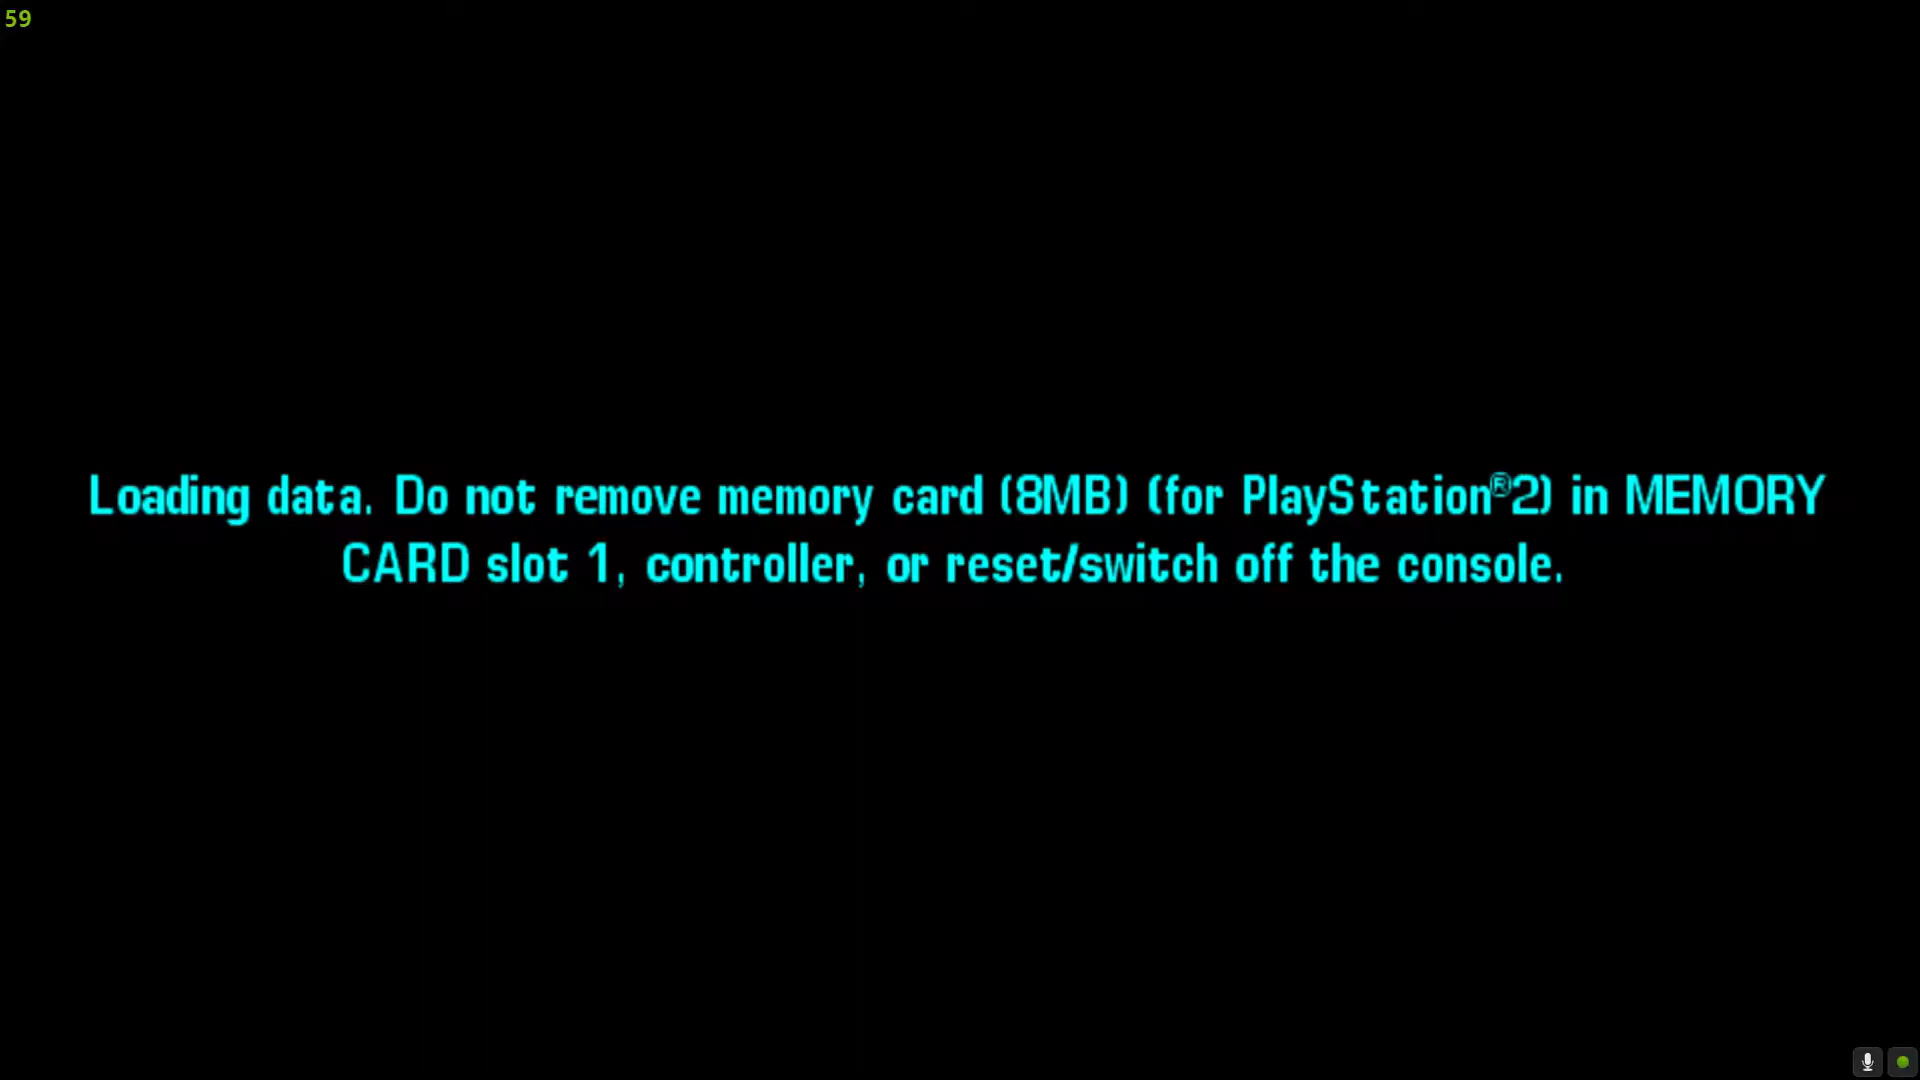 59
Loading data. Do not remove memory card (8MB) (for PlayStation®2) in MEMORY
CARD slot 1, controller, or reset/switch off the console.